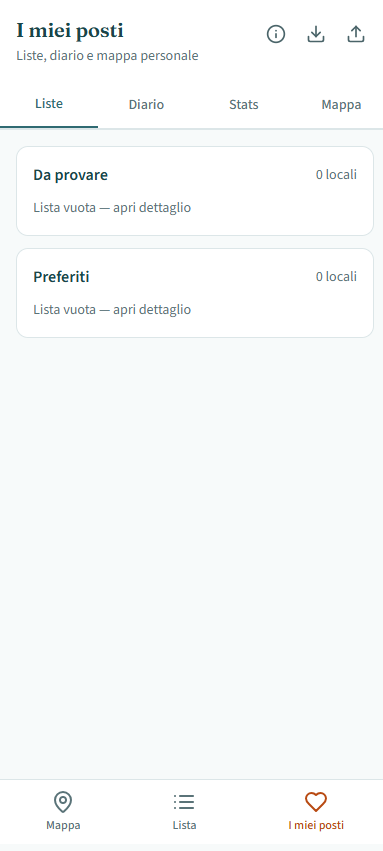 I miei posti
Liste, diario e mappa personale
Liste
Diario
Stats
Mappa
Da provare
0 locali
Lista vuota — apri dettaglio
Preferiti
0 locali
Lista vuota — apri dettaglio
Mappa
Lista
I miei posti